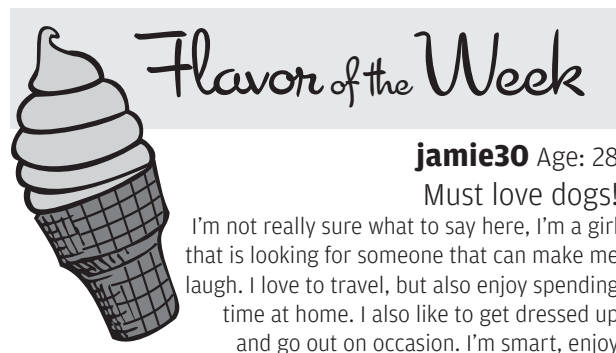 Flavor of the Week
jamie30 Age: 28
Must love dogs!
I'm not really sure what to say here, I'm a girl
that is looking for someone that can make me
laugh. I love to travel, but also enjoy spending
time at home. I also like to get dressed up
and go out on occasion. I'm smart, enjoy